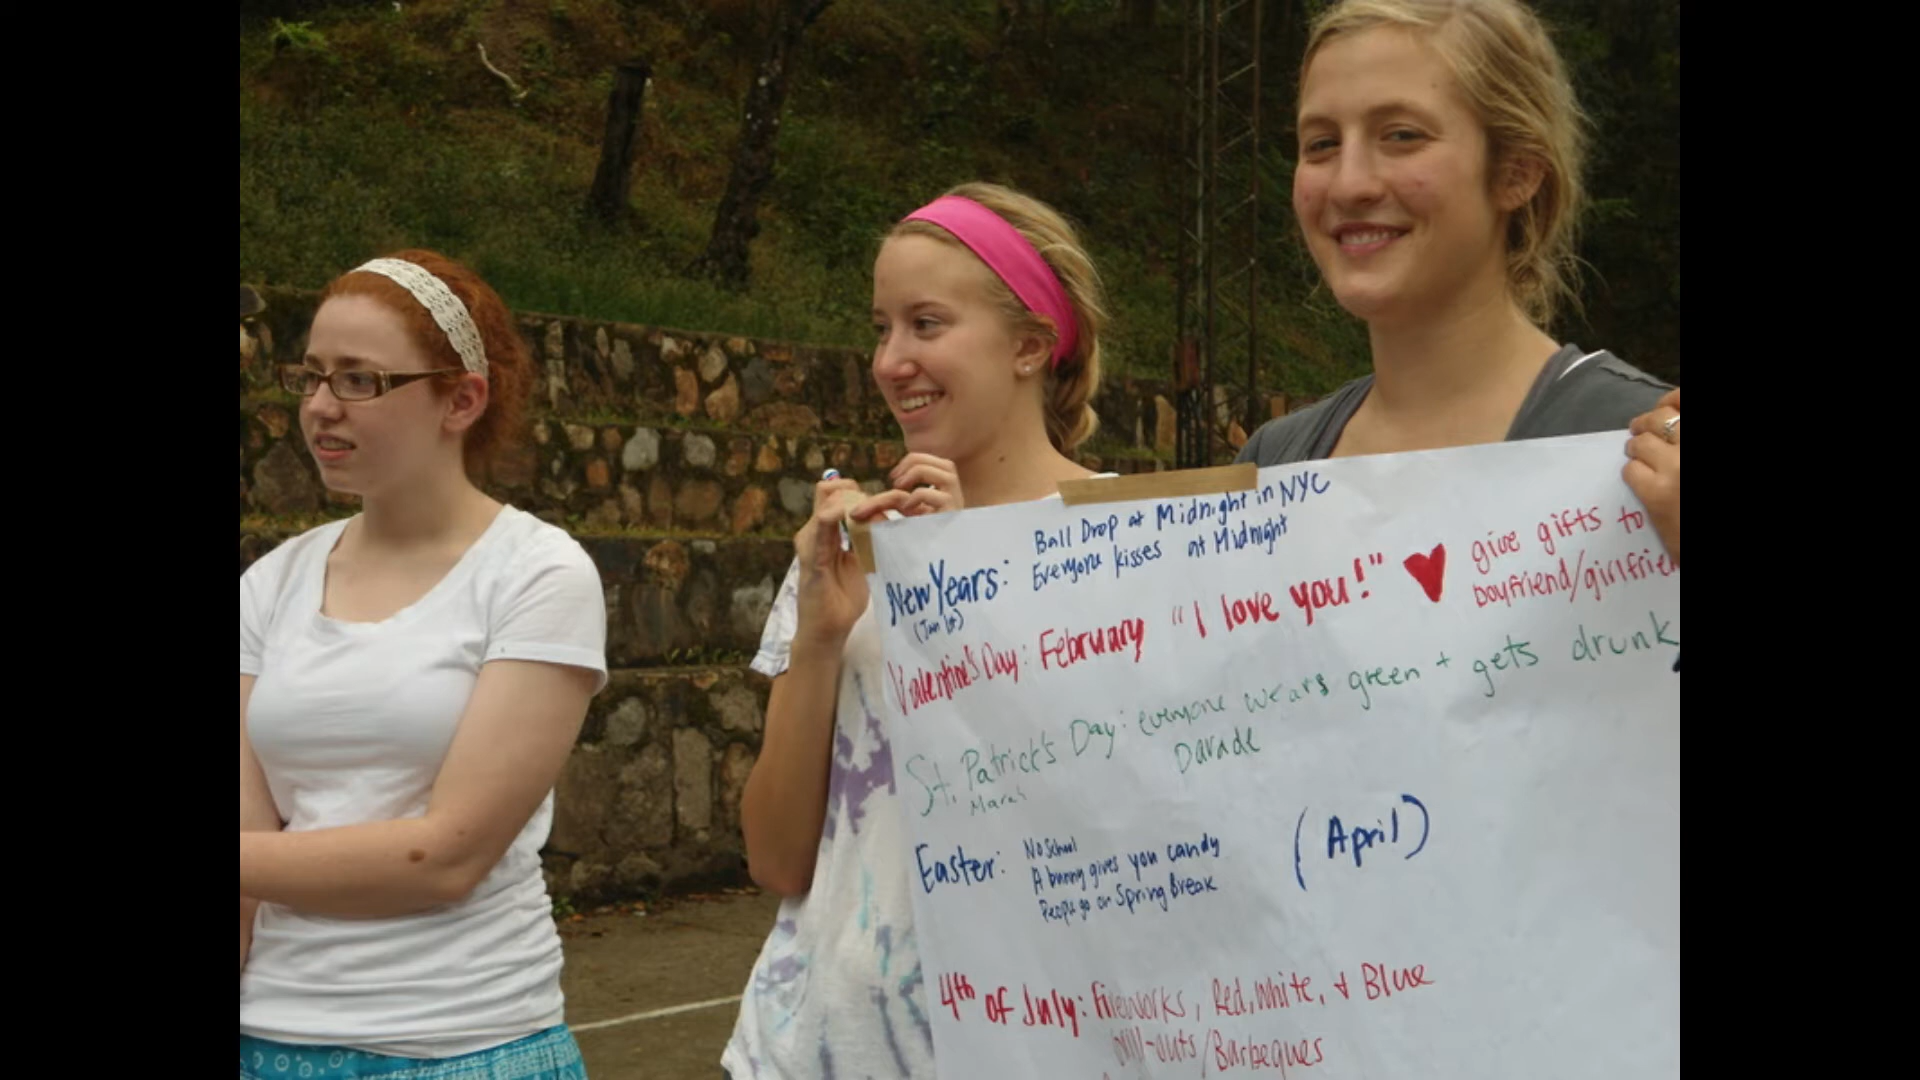 New Years: Ball Drop at Midnight in NYC
(Jan 1st) Everyone kisses at Midnight
Valentine's Day: February "I love you!" ♥ give gifts to
boyfriend/girlfrien
St. Patrick's Day: everyone wears green + gets drunk
March Parade
Easter: No School (April)
A bunny gives you candy
People go on Spring Break
4th of July: Fireworks, Red, White, + Blue
Grill-outs/Barbeques